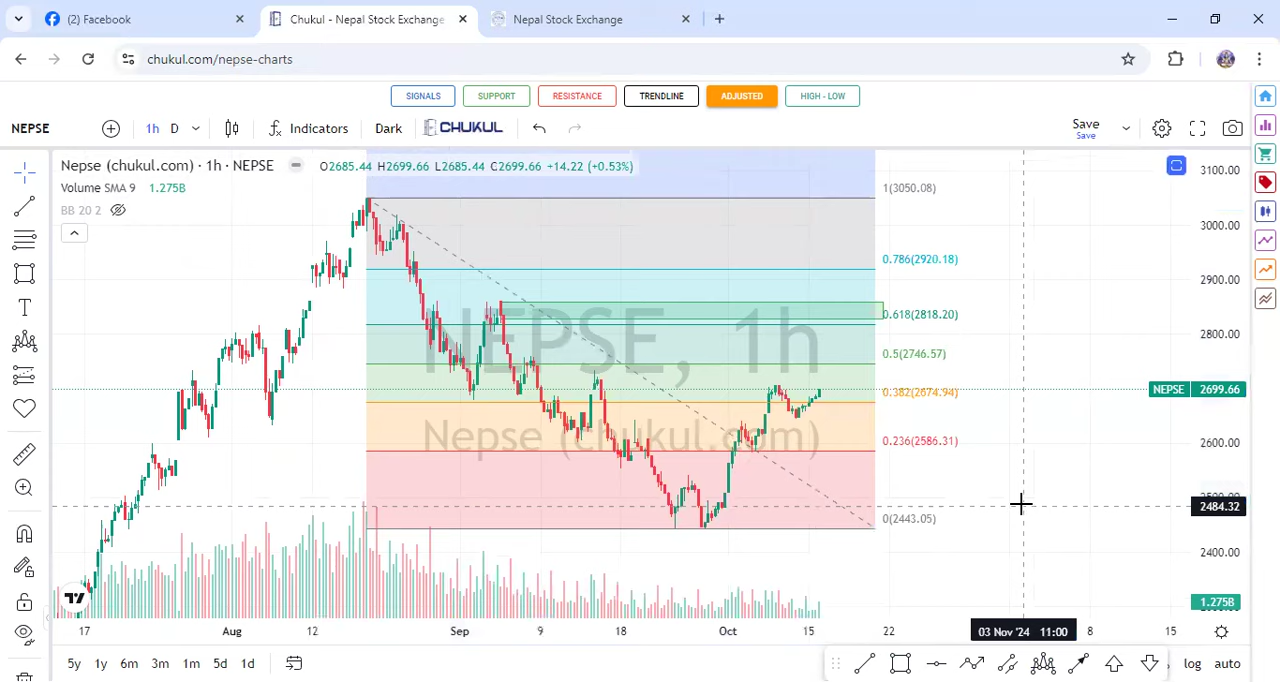 (2) Facebook
Chukul - Nepal Stock Exchange
Nepal Stock Exchange
chukul.com/nepse-charts
SIGNALS
SUPPORT
RESISTANCE
TRENDLINE
ADJUSTED
HIGH - LOW
NEPSE
1h D
Indicators
Dark
CHUKUL
Save
Save
Nepse (chukul.com) · 1h · NEPSE
O2685.44 H2699.66 L2685.44 C2699.66 +14.22 (+0.53%)
Volume SMA 9 1.275B
BB 20 2
1(3050.08)
0.786(2920.18)
0.618(2818.20)
0.5(2746.57)
0.382(2674.94)
0.236(2586.31)
0(2443.05)
NEPSE, 1h
Nepse (chukul.com)
3100.00
3000.00
2900.00
2800.00
NEPSE 2699.66
2600.00
2484.32
2400.00
1.275B
17 Aug 12 Sep 9 18 Oct 15 22 03 Nov '24 11:00 8 15
5y 1y 6m 3m 1m 5d 1d
log auto